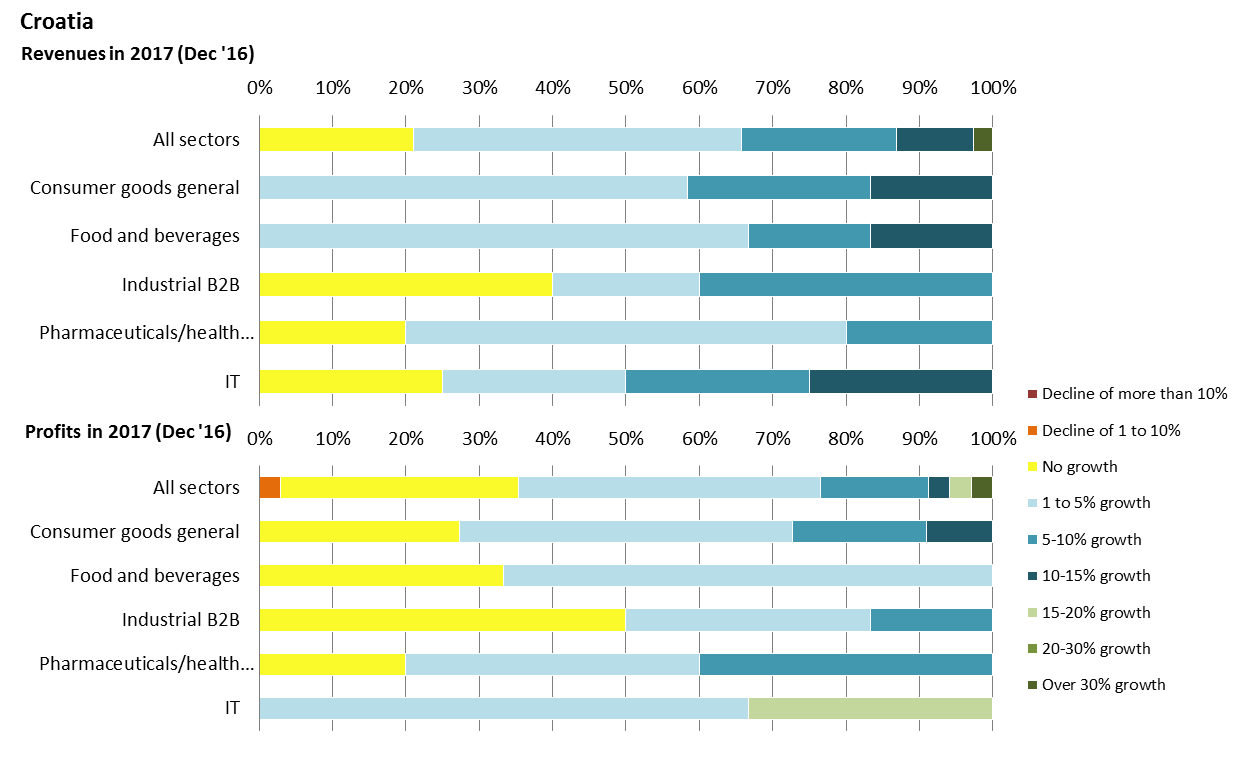 Croatia
Revenues in 2017 (Dec '16)
0% 10% 20% 30% 40% 50% 60% 70% 80% 90% 100%
All sectors
Consumer goods general
Food and beverages
Industrial B2B
Pharmaceuticals/health...
IT
Profits in 2017 (Dec '16)
0% 10% 20% 30% 40% 50% 60% 70% 80% 90% 100%
All sectors
Consumer goods general
Food and beverages
Industrial B2B
Pharmaceuticals/health...
IT
Decline of more than 10%
Decline of 1 to 10%
No growth
1 to 5% growth
5-10% growth
10-15% growth
15-20% growth
20-30% growth
Over 30% growth